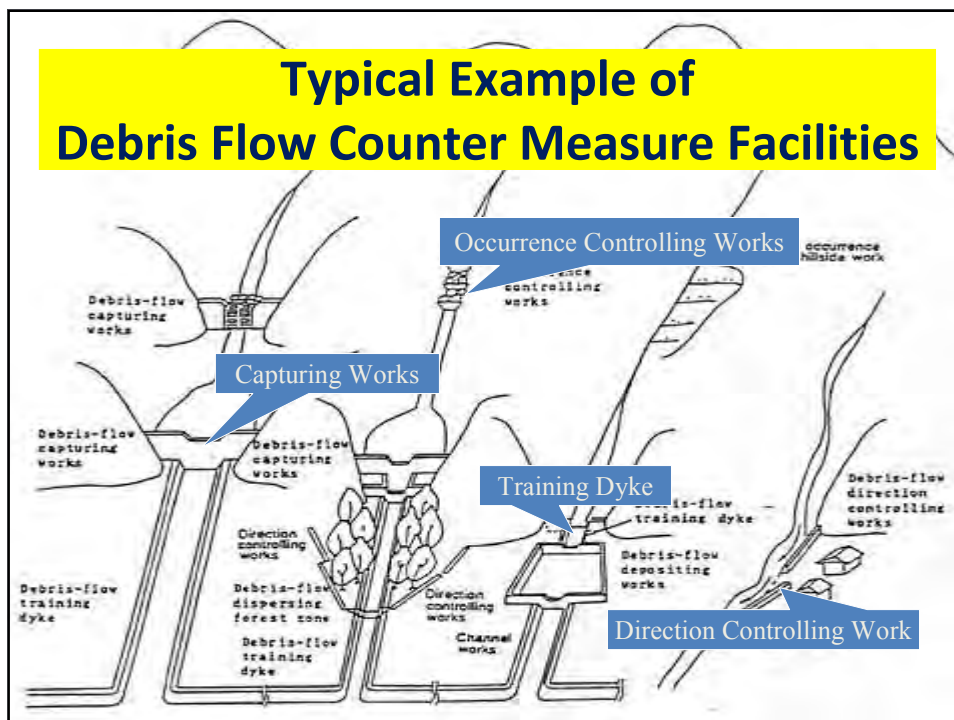 Typical Example of
Debris Flow Counter Measure Facilities
Occurrence Controlling Works
occurrence
hillside work
controlling
works
Debris-flow
capturing
works
Capturing Works
Debris-flow
capturing
works
Debris-flow
capturing
works
Training Dyke
training dyke
Debris-flow
direction
controlling
works
Direction
controlling
works
Debris-flow
depositing
works
Debris-flow
training
dyke
Debris-flow
dispersing
forest zone
Direction
controlling
works
Debris-flow
training
dyke
Channel
works
Direction Controlling Work